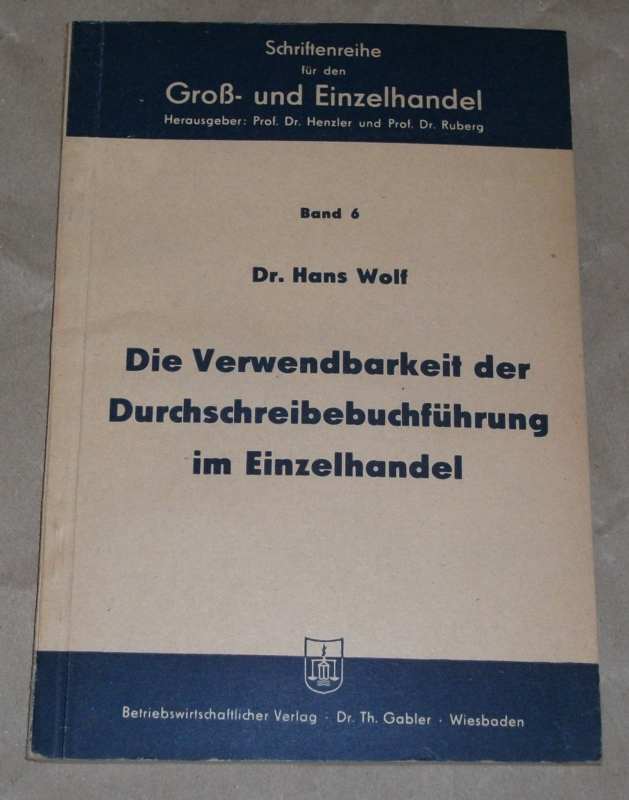 Schriftenreihe
für den
Groß- und Einzelhandel
Herausgeber: Prof. Dr. Henzler und Prof. Dr. Ruberg
Band 6
Dr. Hans Wolf
Die Verwendbarkeit der
Durchschreibebuchführung
im Einzelhandel
Betriebswirtschaftlicher Verlag · Dr. Th. Gabler · Wiesbaden